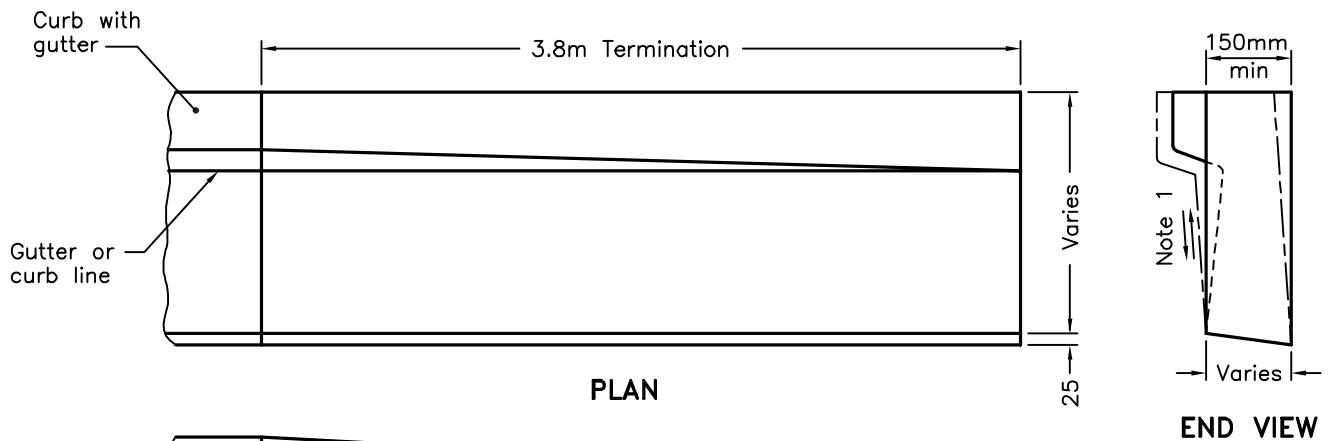 Curb with
gutter
3.8m Termination
150mm
min
Gutter or
curb line
Varies
25
Note 1
Varies
PLAN
END VIEW